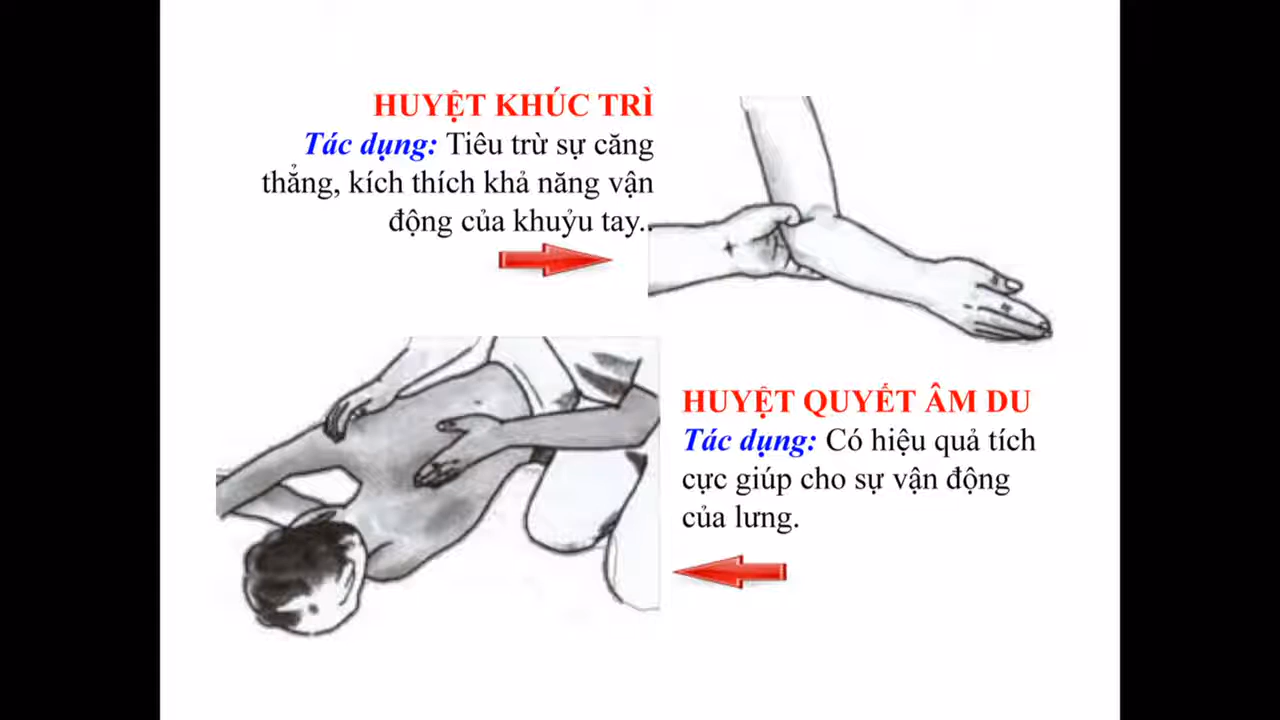 HUYỆT KHÚC TRÌ
Tác dụng: Tiêu trừ sự căng
thẳng, kích thích khả năng vận
động của khuỷu tay..
HUYỆT QUYẾT ÂM DU
Tác dụng: Có hiệu quả tích
cực giúp cho sự vận động
của lưng.